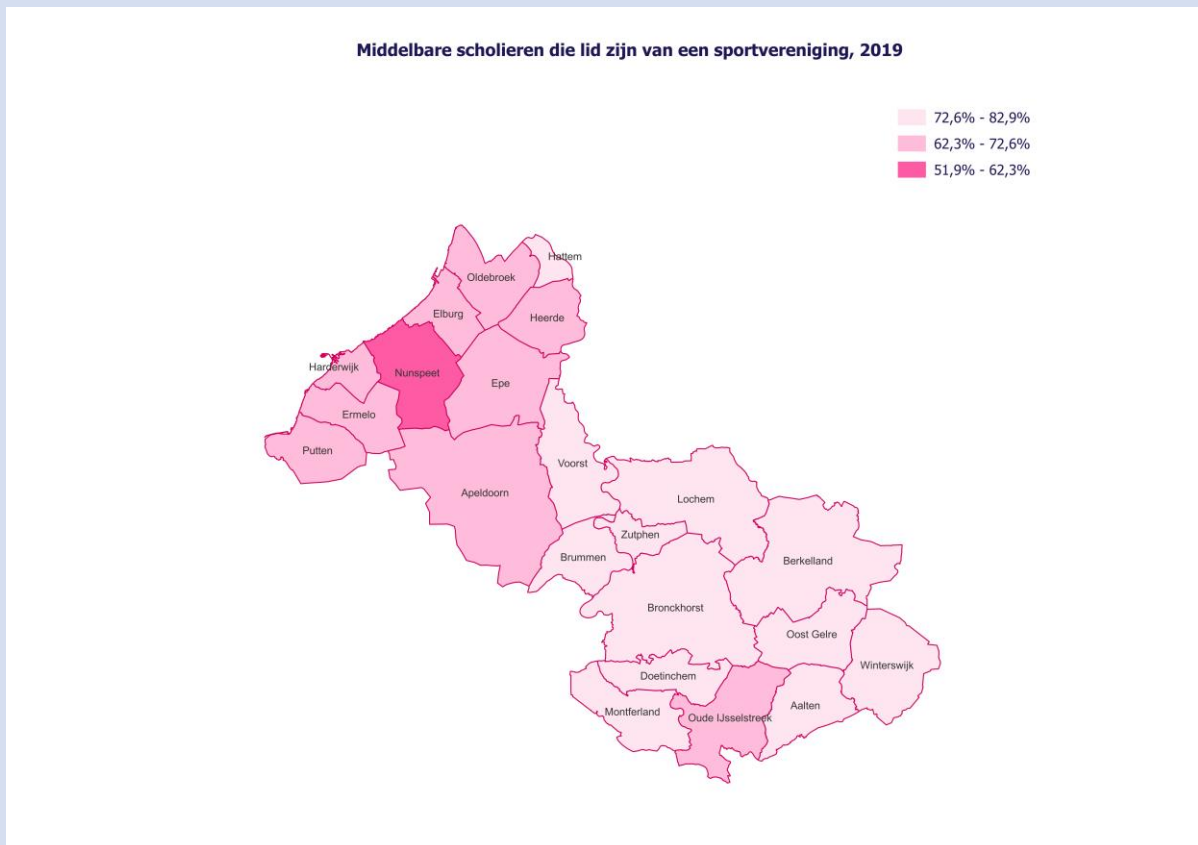 Middelbare scholieren die lid zijn van een sportvereniging, 2019
72,6% - 82,9%
62,3% - 72,6%
51,9% - 62,3%
Hattem
Oldebroek
Elburg
Heerde
Harderwijk
Nunspeet
Epe
Ermelo
Putten
Voorst
Apeldoorn
Lochem
Zutphen
Brummen
Berkelland
Bronckhorst
Oost Gelre
Winterswijk
Doetinchem
Aalten
Montferland
Oude IJsselstreek